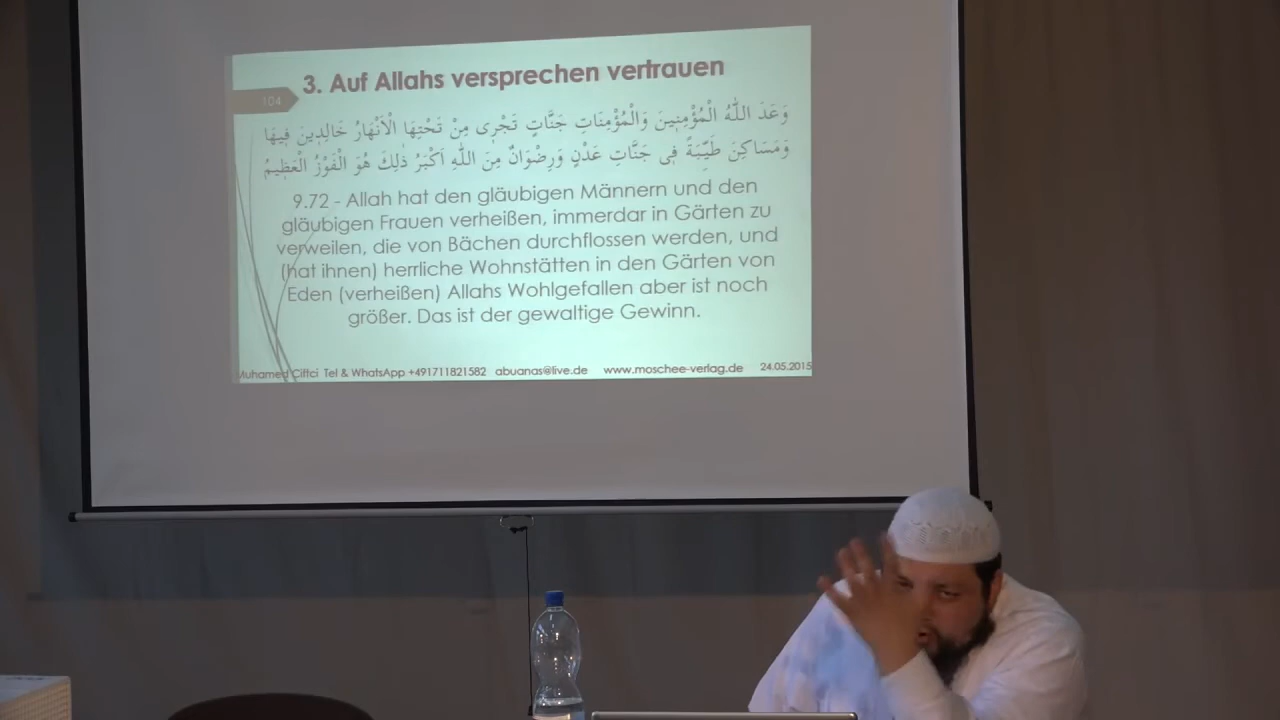 3. Auf Allahs versprechen vertrauen
104
وَعَدَ اللّٰهُ الْمُؤْمِنِينَ وَالْمُؤْمِنَاتِ جَنَّاتٍ تَجْرِى مِنْ تَحْتِهَا الْاَنْهَارُ خَالِدِينَ فِيهَا
وَمَسَاكِنَ طَيِّبَةً فِى جَنَّاتِ عَدْنٍ وَرِضْوَانٌ مِنَ اللّٰهِ اَكْبَرُ ذٰلِكَ هُوَ الْفَوْزُ الْعَظِيمُ
9.72 - Allah hat den gläubigen Männern und den
gläubigen Frauen verheißen, immerdar in Gärten zu
verweilen, die von Bächen durchflossen werden, und
(hat ihnen) herrliche Wohnstätten in den Gärten von
Eden (verheißen) Allahs Wohlgefallen aber ist noch
größer. Das ist der gewaltige Gewinn.
Muhamed Ciftci Tel & WhatsApp +491711821582 abuanas@live.de www.moschee-verlag.de 24.05.2015